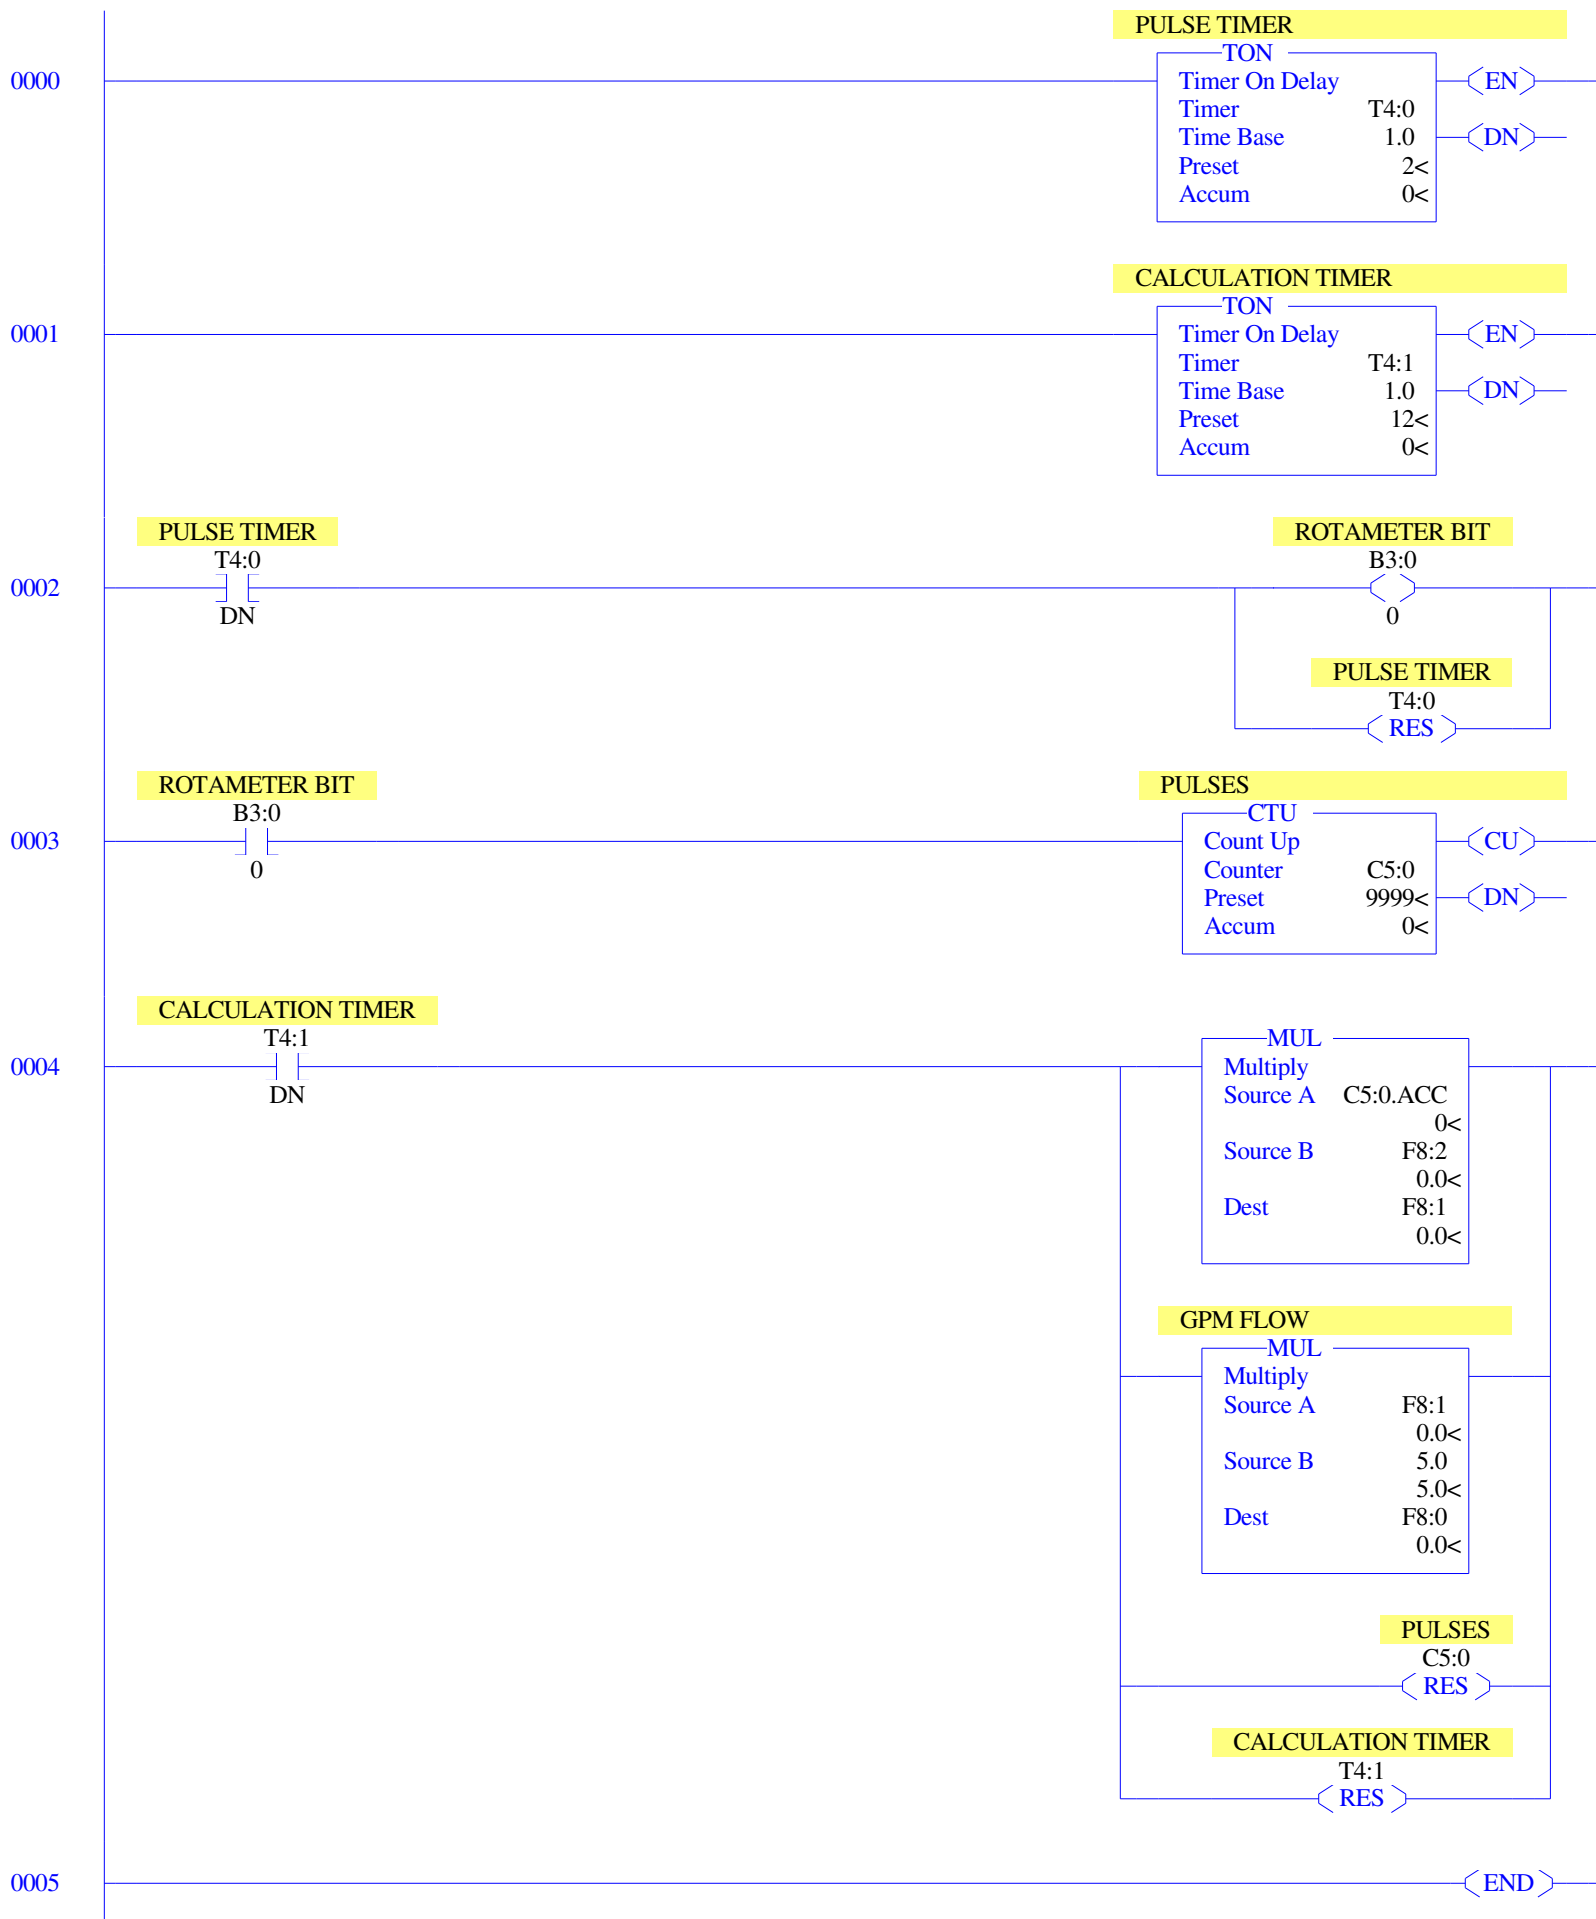 PULSE TIMER
TON
0000
Timer On Delay
EN
Timer T4:0
Time Base 1.0
DN
Preset 2<
Accum 0<
CALCULATION TIMER
TON
0001
Timer On Delay
EN
Timer T4:1
Time Base 1.0
DN
Preset 12<
Accum 0<
PULSE TIMER
T4:0
0002
DN
ROTAMETER BIT
B3:0
0
PULSE TIMER
T4:0
RES
ROTAMETER BIT
B3:0
0003
0
PULSES
CTU
Count Up
CU
Counter C5:0
Preset 9999<
DN
Accum 0<
CALCULATION TIMER
T4:1
0004
DN
MUL
Multiply
Source A C5:0.ACC
0<
Source B F8:2
0.0<
Dest F8:1
0.0<
GPM FLOW
MUL
Multiply
Source A F8:1
0.0<
Source B 5.0
5.0<
Dest F8:0
0.0<
PULSES
C5:0
RES
CALCULATION TIMER
T4:1
RES
0005
END